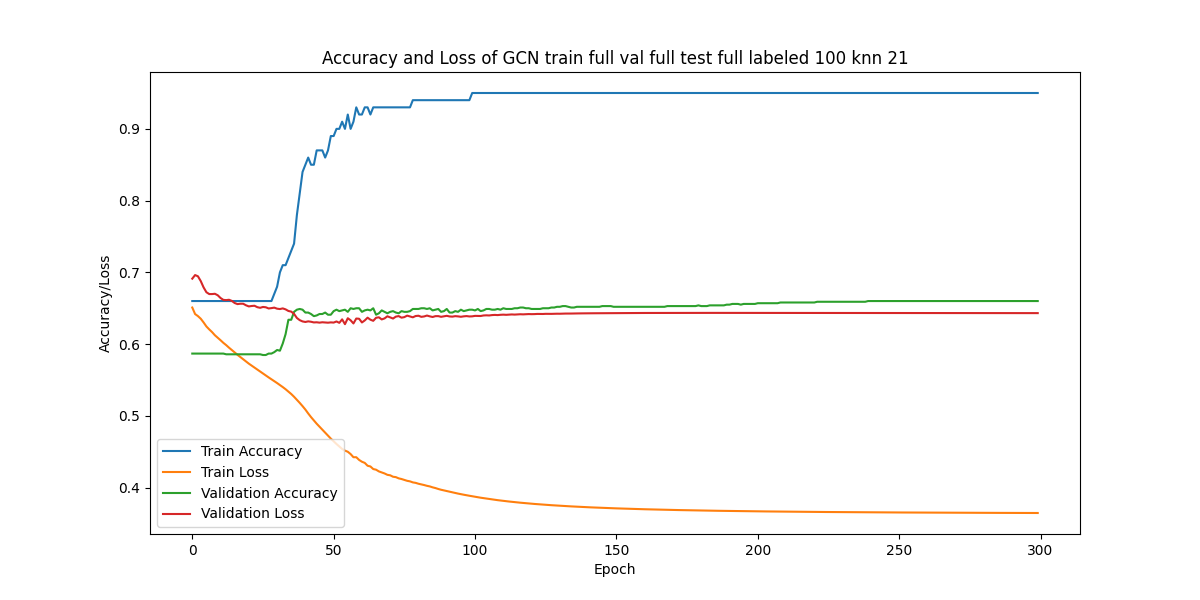 Accuracy and Loss of GCN train full val full test full labeled 100 knn 21
Accuracy/Loss
0.9
0.8
0.7
0.6
0.5
0.4
Train Accuracy
Train Loss
Validation Accuracy
Validation Loss
0 50 100 150 200 250 300
Epoch